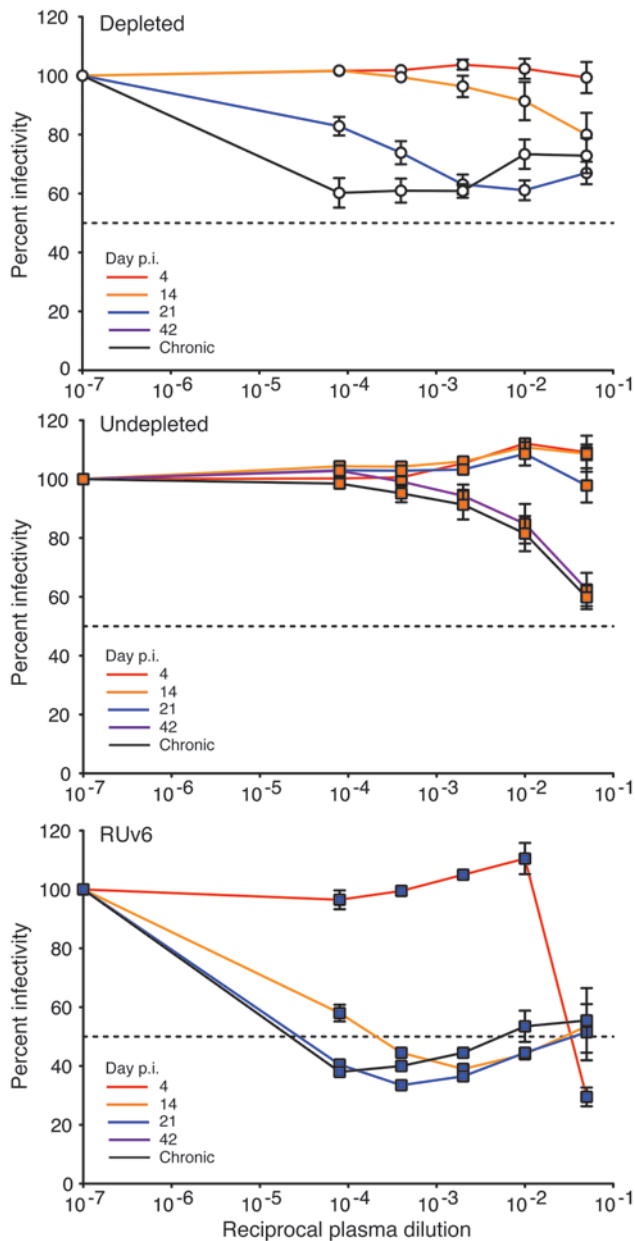 Depleted
120
100
80
60
40
20
0
Percent infectivity
Day p.i.
4
14
21
42
Chronic
10-7 10-6 10-5 10-4 10-3 10-2 10-1
Undepleted
120
100
80
60
40
20
0
Percent infectivity
Day p.i.
4
14
21
42
Chronic
10-7 10-6 10-5 10-4 10-3 10-2 10-1
RUv6
120
100
80
60
40
20
0
Percent infectivity
Day p.i.
4
14
21
42
Chronic
10-7 10-6 10-5 10-4 10-3 10-2 10-1
Reciprocal plasma dilution